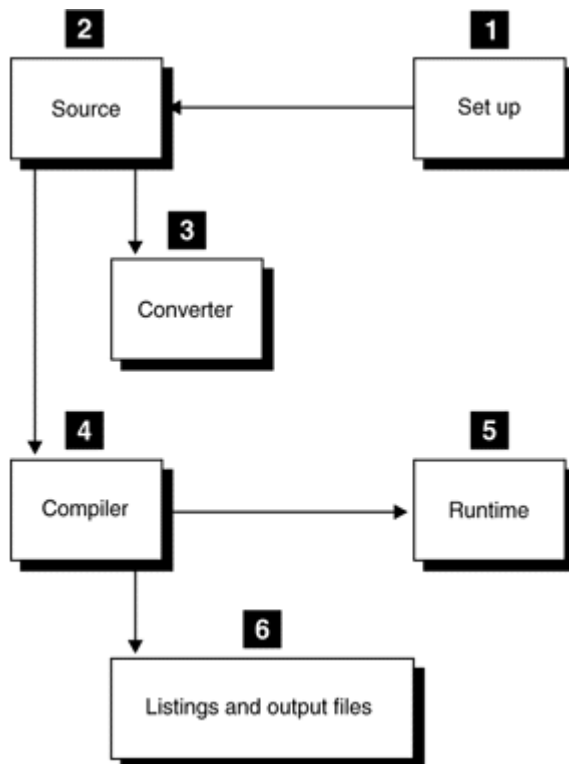 2
1
Source
Set up
3
Converter
4
5
Compiler
Runtime
6
Listings and output files